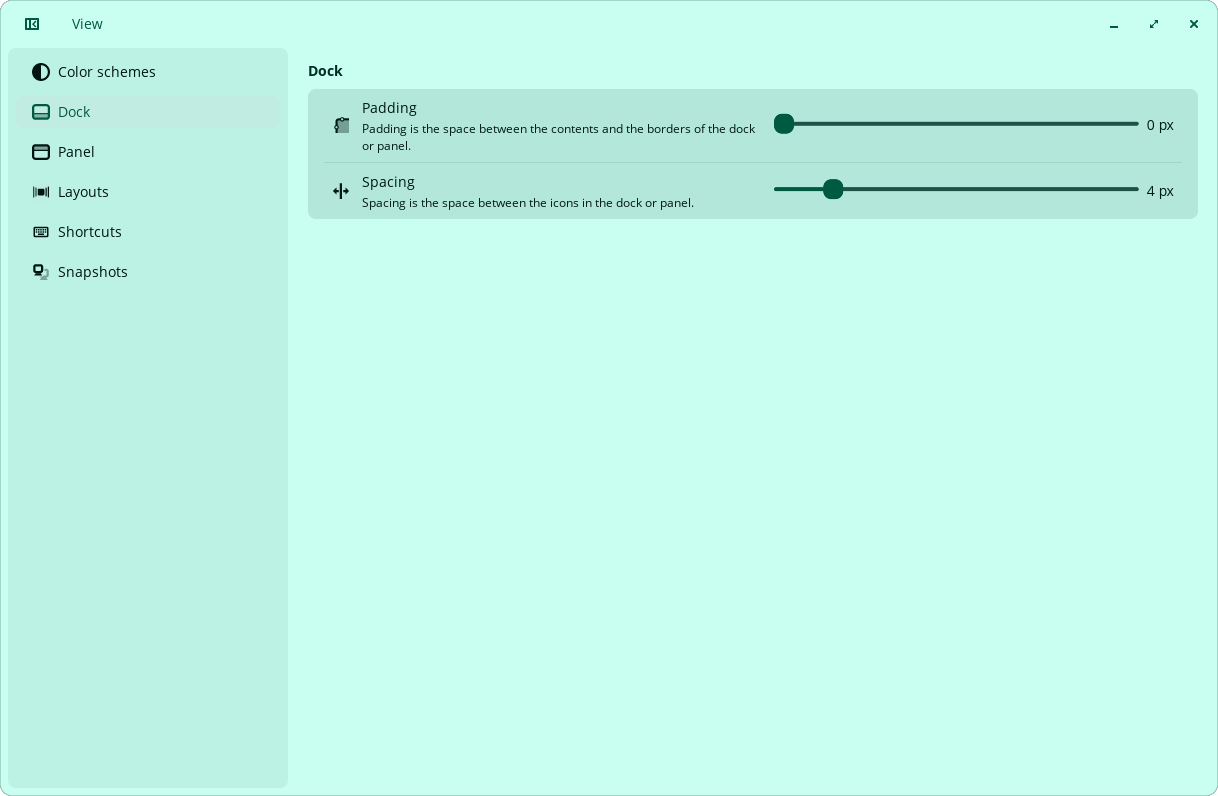 View
Color schemes
Dock
Panel
Layouts
Shortcuts
Snapshots
Dock
Padding
Padding is the space between the contents and the borders of the dock
or panel.
0 px
Spacing
Spacing is the space between the icons in the dock or panel.
4 px